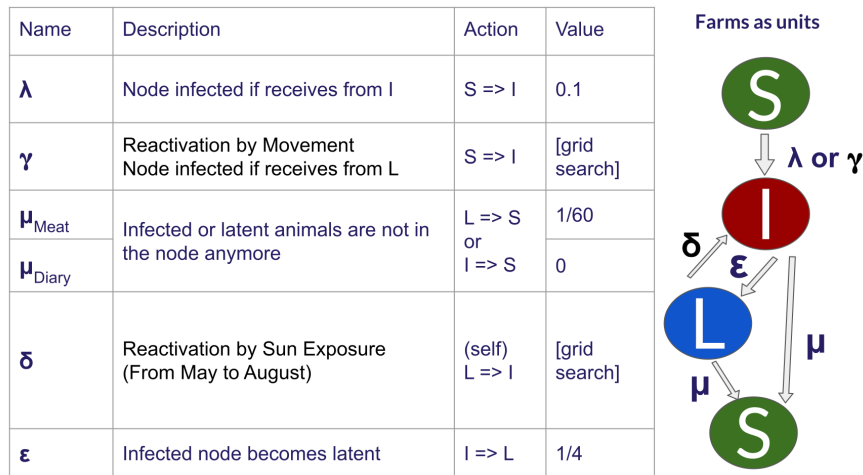 Name Description Action Value
λ Node infected if receives from I S => I 0.1
γ Reactivation by Movement
Node infected if receives from L S => I [grid
search]
μMeat Infected or latent animals are not in
the node anymore L => S
or
I => S 1/60
μDiary 0
δ Reactivation by Sun Exposure
(From May to August) (self)
L => I [grid
search]
ε Infected node becomes latent I => L 1/4
Farms as units
S
λ or γ
I
δ
ε
L
μ
μ
S